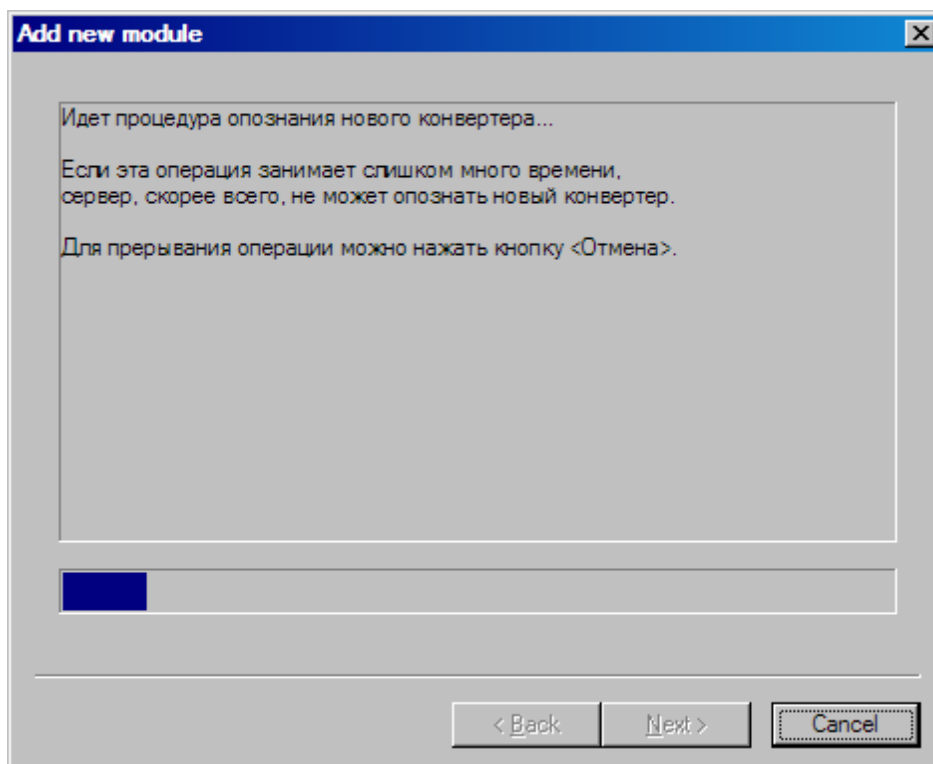 Add new module
Идет процедура опознания нового конвертера...
Если эта операция занимает слишком много времени,
сервер, скорее всего, не может опознать новый конвертер.
Для прерывания операции можно нажать кнопку <Отмена>.
< Back
Next >
Cancel